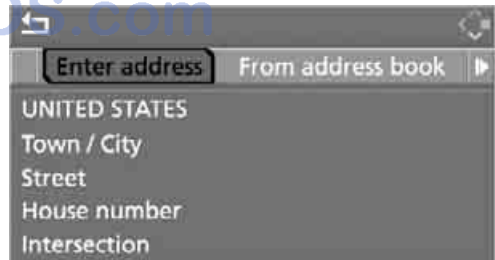 Enter address From address book
UNITED STATES
Town / City
Street
House number
Intersection